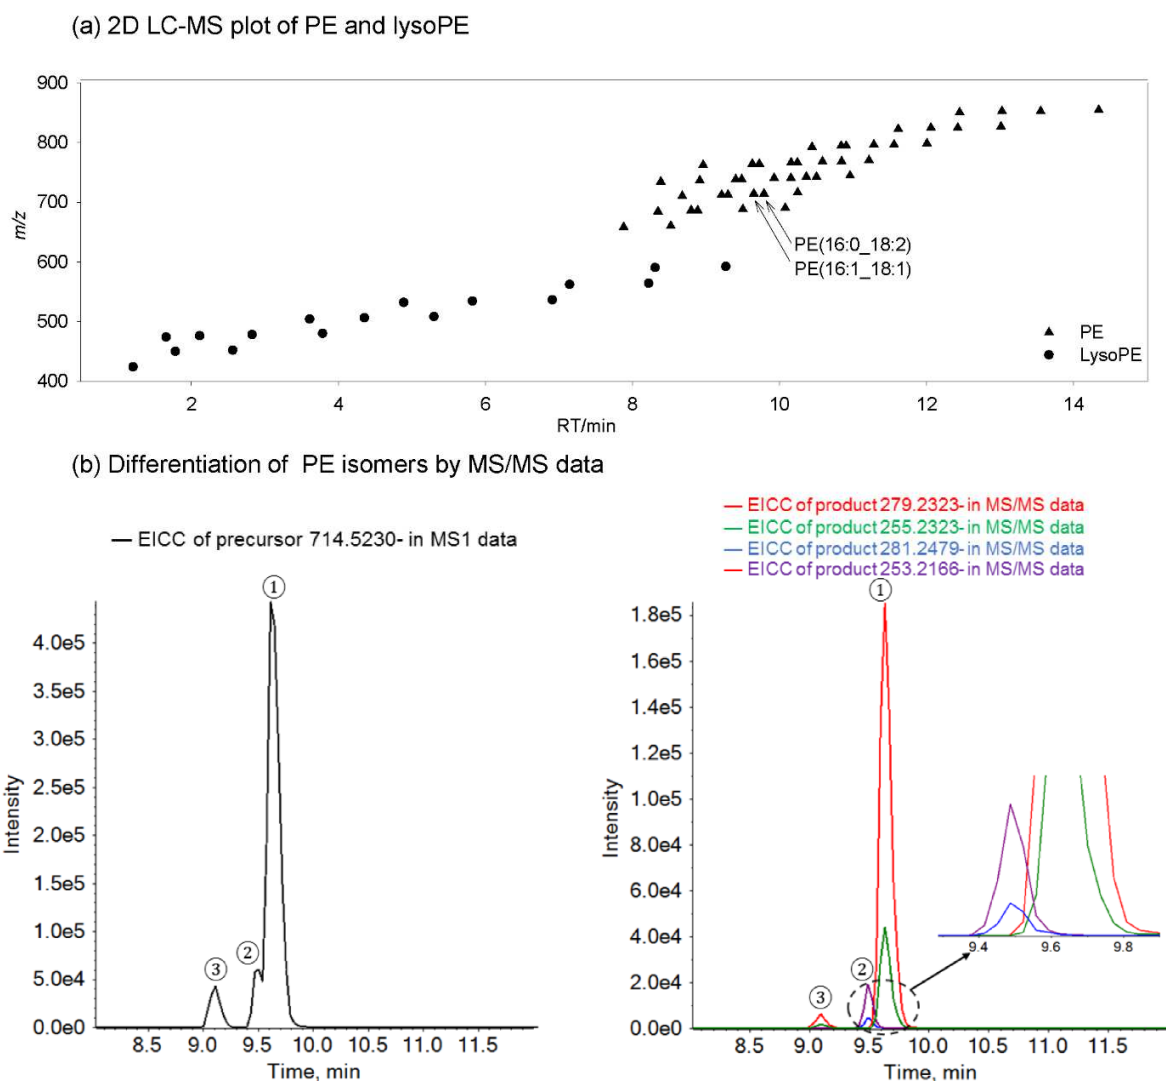 (a) 2D LC-MS plot of PE and lysoPE
900
800
700
600
500
400
m/z
PE(16:0_18:2)
PE(16:1_18:1)
PE
LysoPE
2 4 6 8 10 12 14
RT/min
(b) Differentiation of PE isomers by MS/MS data
EICC of precursor 714.5230- in MS1 data
①
②
③
4.0e5
3.5e5
3.0e5
2.5e5
2.0e5
1.5e5
1.0e5
5.0e4
0.0e0
Intensity
8.5 9.0 9.5 10.0 10.5 11.0 11.5
Time, min
EICC of product 279.2323- in MS/MS data
EICC of product 255.2323- in MS/MS data
EICC of product 281.2479- in MS/MS data
EICC of product 253.2166- in MS/MS data
①
②
③
1.8e5
1.6e5
1.4e5
1.2e5
1.0e5
8.0e4
6.0e4
4.0e4
2.0e4
0.0e0
Intensity
9.4 9.6 9.8
8.5 9.0 9.5 10.0 10.5 11.0 11.5
Time, min